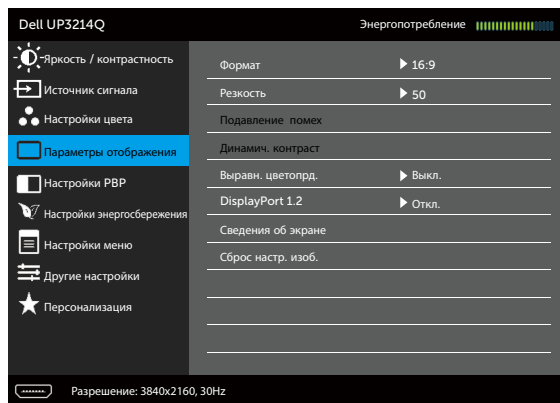 Dell UP3214Q
Энергопотребление
Яркость / контрастность
Источник сигнала
Настройки цвета
Параметры отображения
Настройки PBP
Настройки энергосбережения
Настройки меню
Другие настройки
Персонализация
Формат 16:9
Резкость 50
Подавление помех
Динамич. контраст
Выравн. цветопрд. Выкл.
DisplayPort 1.2 Откл.
Сведения об экране
Сброс настр. изоб.
Разрешение: 3840x2160, 30Hz